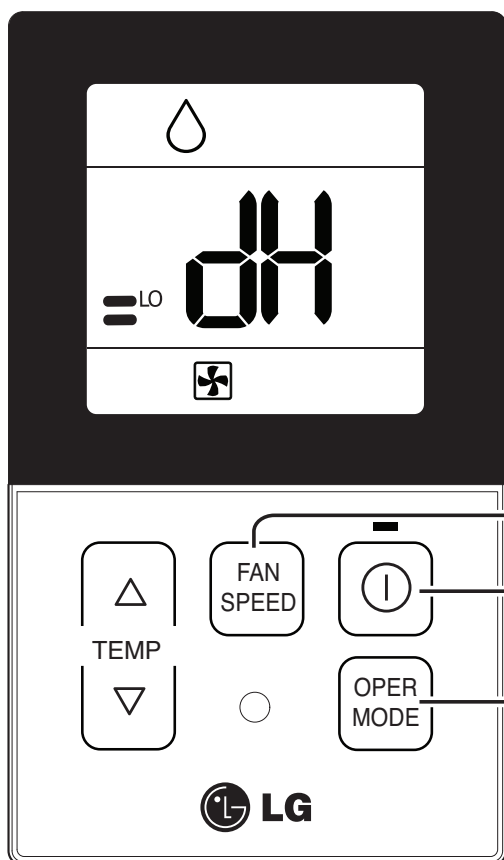 LO
dH
FAN
SPEED
TEMP
OPER
MODE
LG